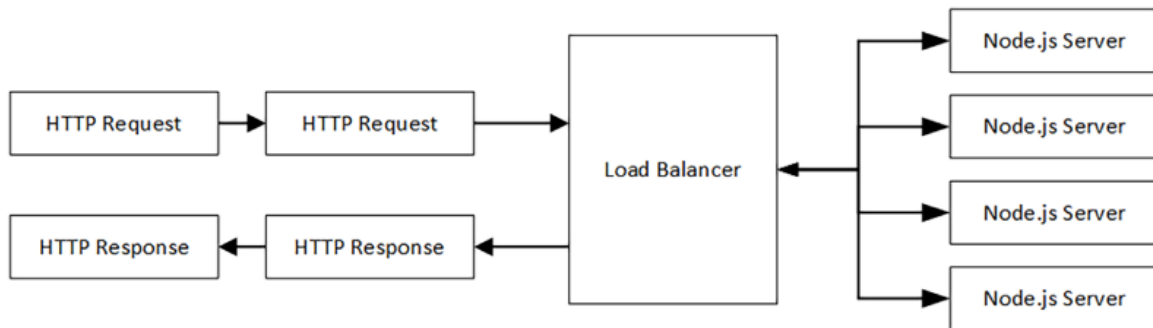 Node.js Server
HTTP Request
HTTP Request
Node.js Server
Load Balancer
Node.js Server
HTTP Response
HTTP Response
Node.js Server